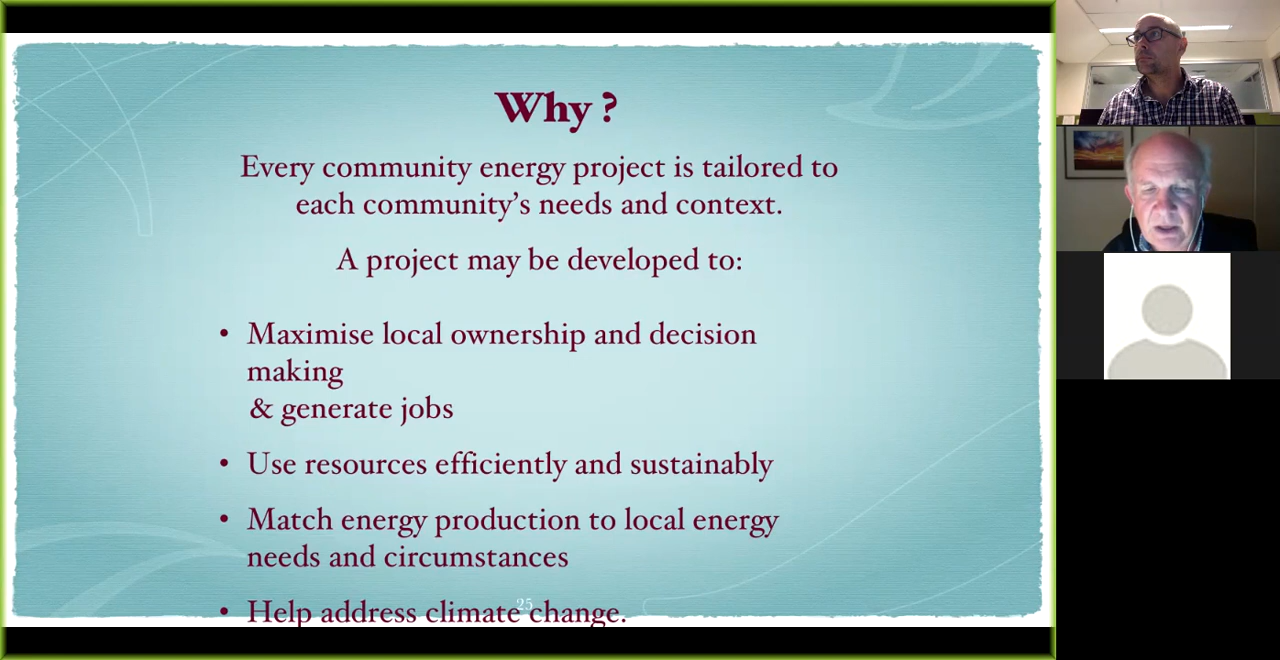 Why ?
Every community energy project is tailored to
each community’s needs and context.
A project may be developed to:
• Maximise local ownership and decision
making
& generate jobs
• Use resources efficiently and sustainably
• Match energy production to local energy
needs and circumstances
• Help address climate change.
25